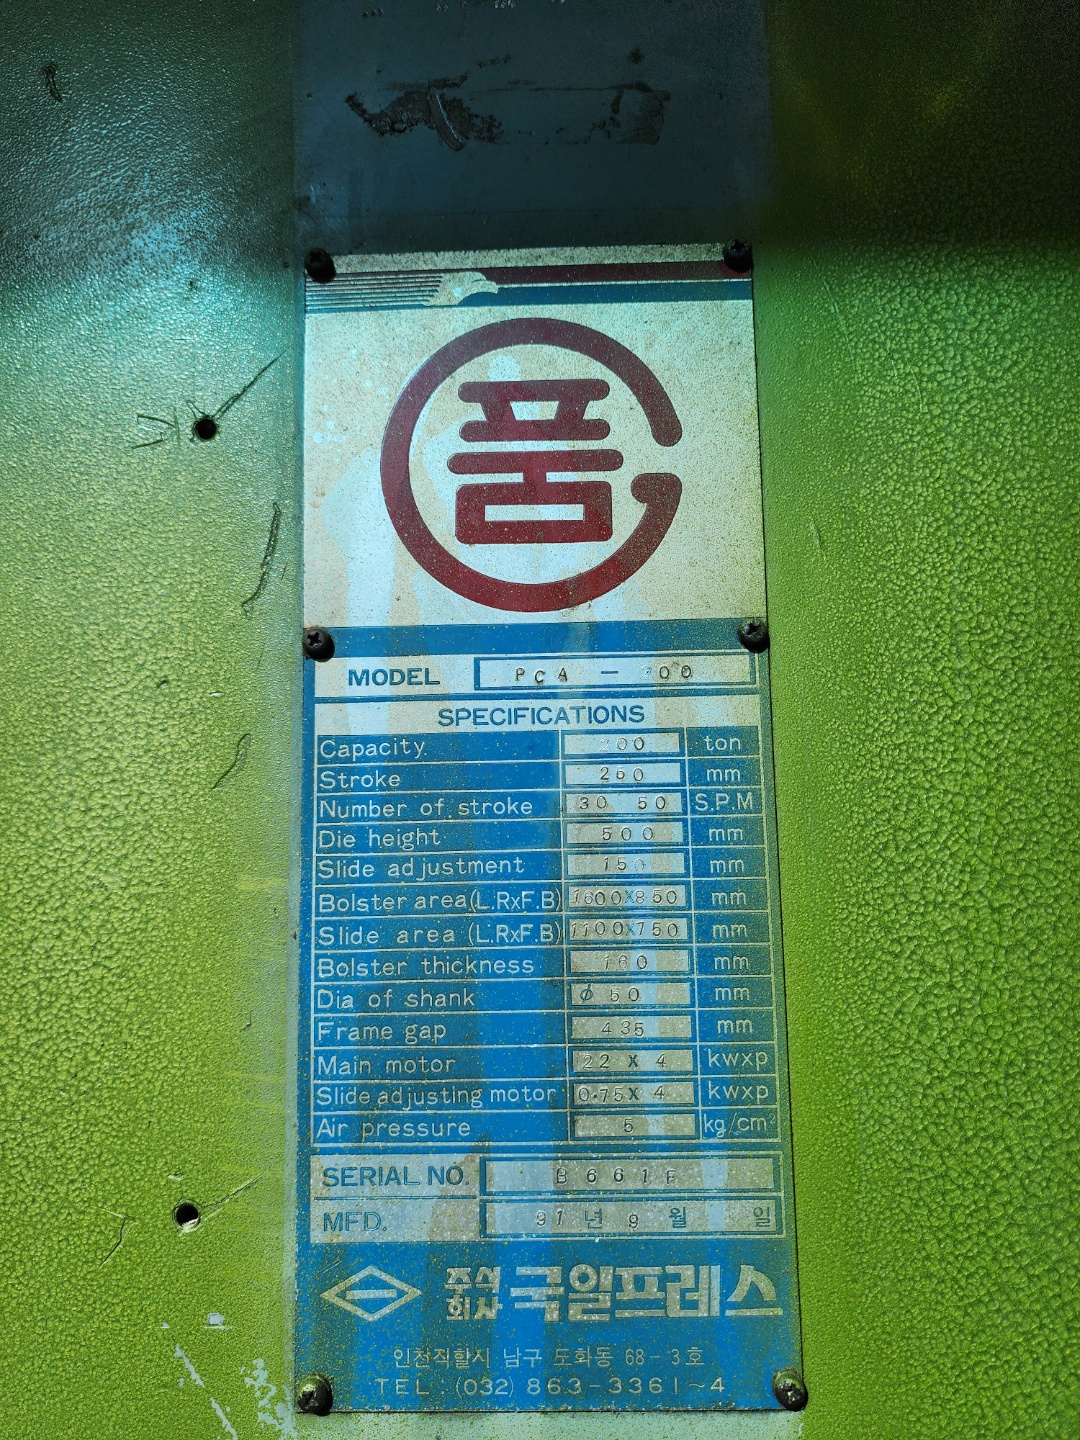 품
MODEL PCA - 200
SPECIFICATIONS
Capacity 200 ton
Stroke 260 mm
Number of stroke 30 50 S.P.M
Die height 500 mm
Slide adjustment 150 mm
Bolster area(L.RxF.B) 1600X850 mm
Slide area (L.RxF.B) 1100X750 mm
Bolster thickness 160 mm
Dia of shank φ 50 mm
Frame gap 435 mm
Main motor 22 X 4 kwxp
Slide adjusting motor 0.75X 4 kwxp
Air pressure 5 kg/cm²
SERIAL NO. B661E
MFD. 91 년 9 월 일
주식회사 국일프레스
인천직할시 남구 도화동 68-3호
TEL : (032) 863-3361~4